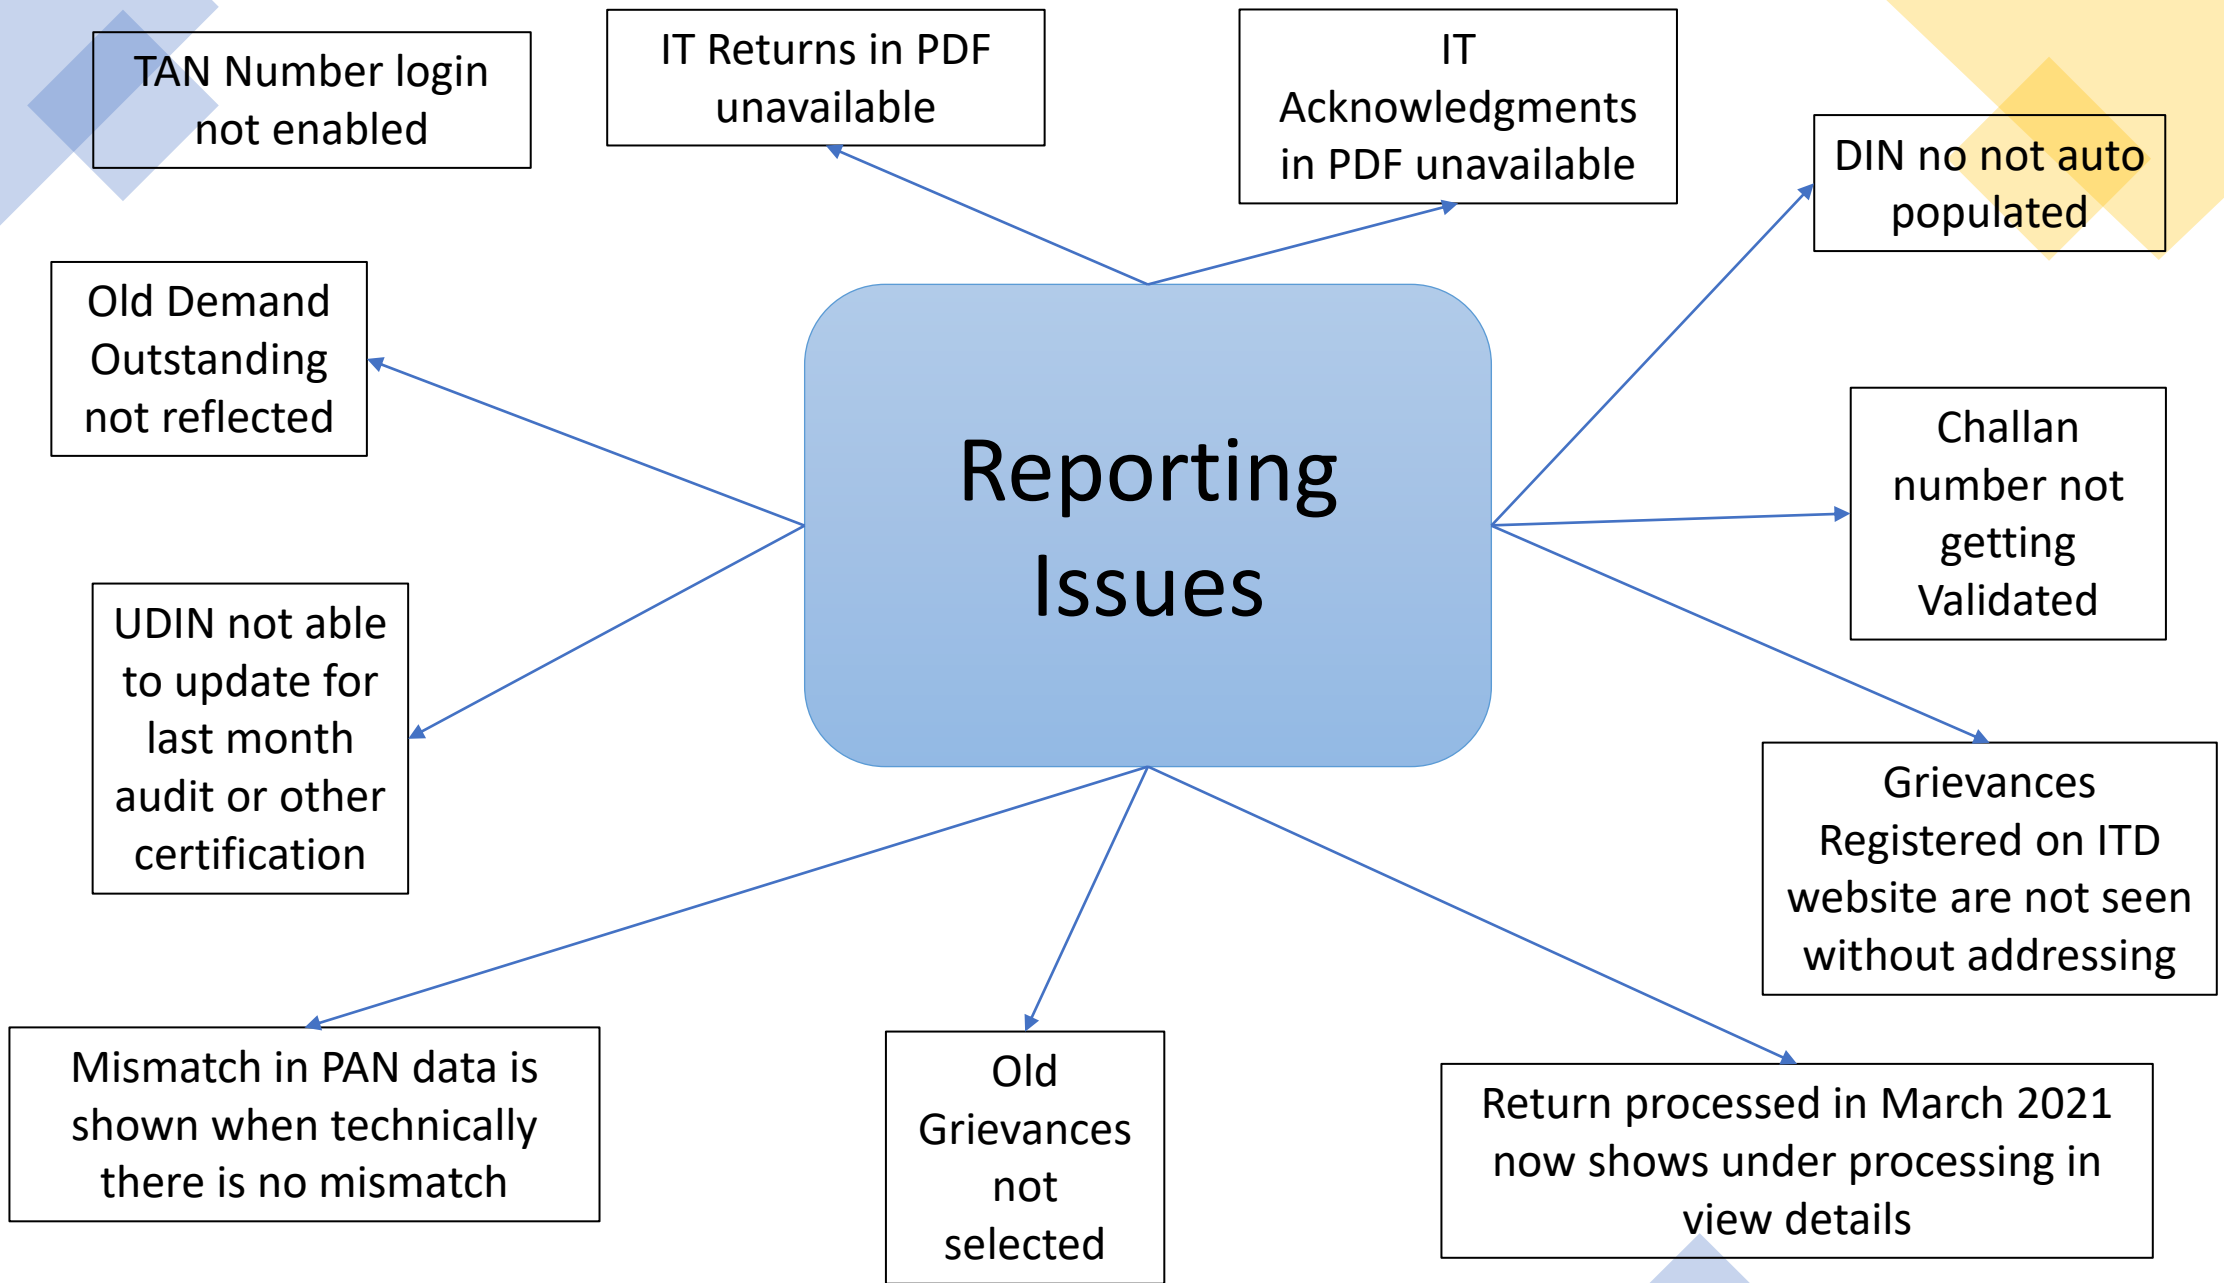 TAN Number login
not enabled
IT Returns in PDF
unavailable
IT
Acknowledgments
in PDF unavailable
DIN no not auto
populated
Old Demand
Outstanding
not reflected
Reporting
Issues
Challan
number not
getting
Validated
UDIN not able
to update for
last month
audit or other
certification
Grievances
Registered on ITD
website are not seen
without addressing
Mismatch in PAN data is
shown when technically
there is no mismatch
Old
Grievances
not
selected
Return processed in March 2021
now shows under processing in
view details